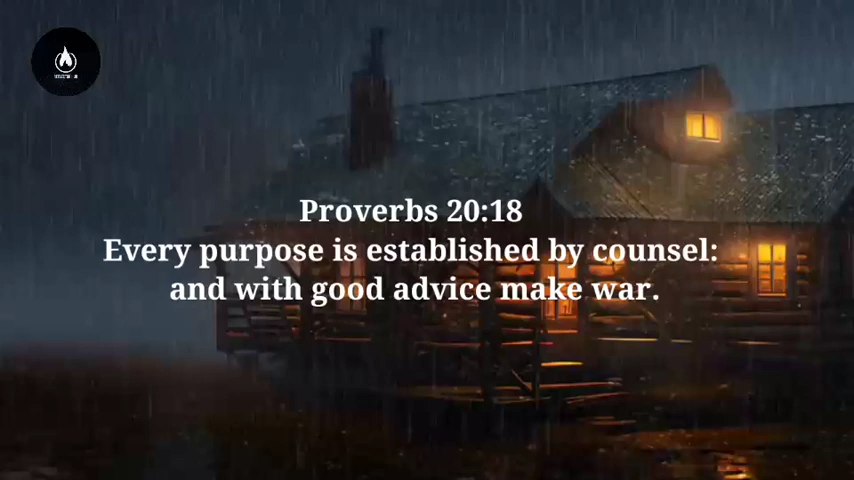 Proverbs 20:18
Every purpose is established by counsel:
and with good advice make war.